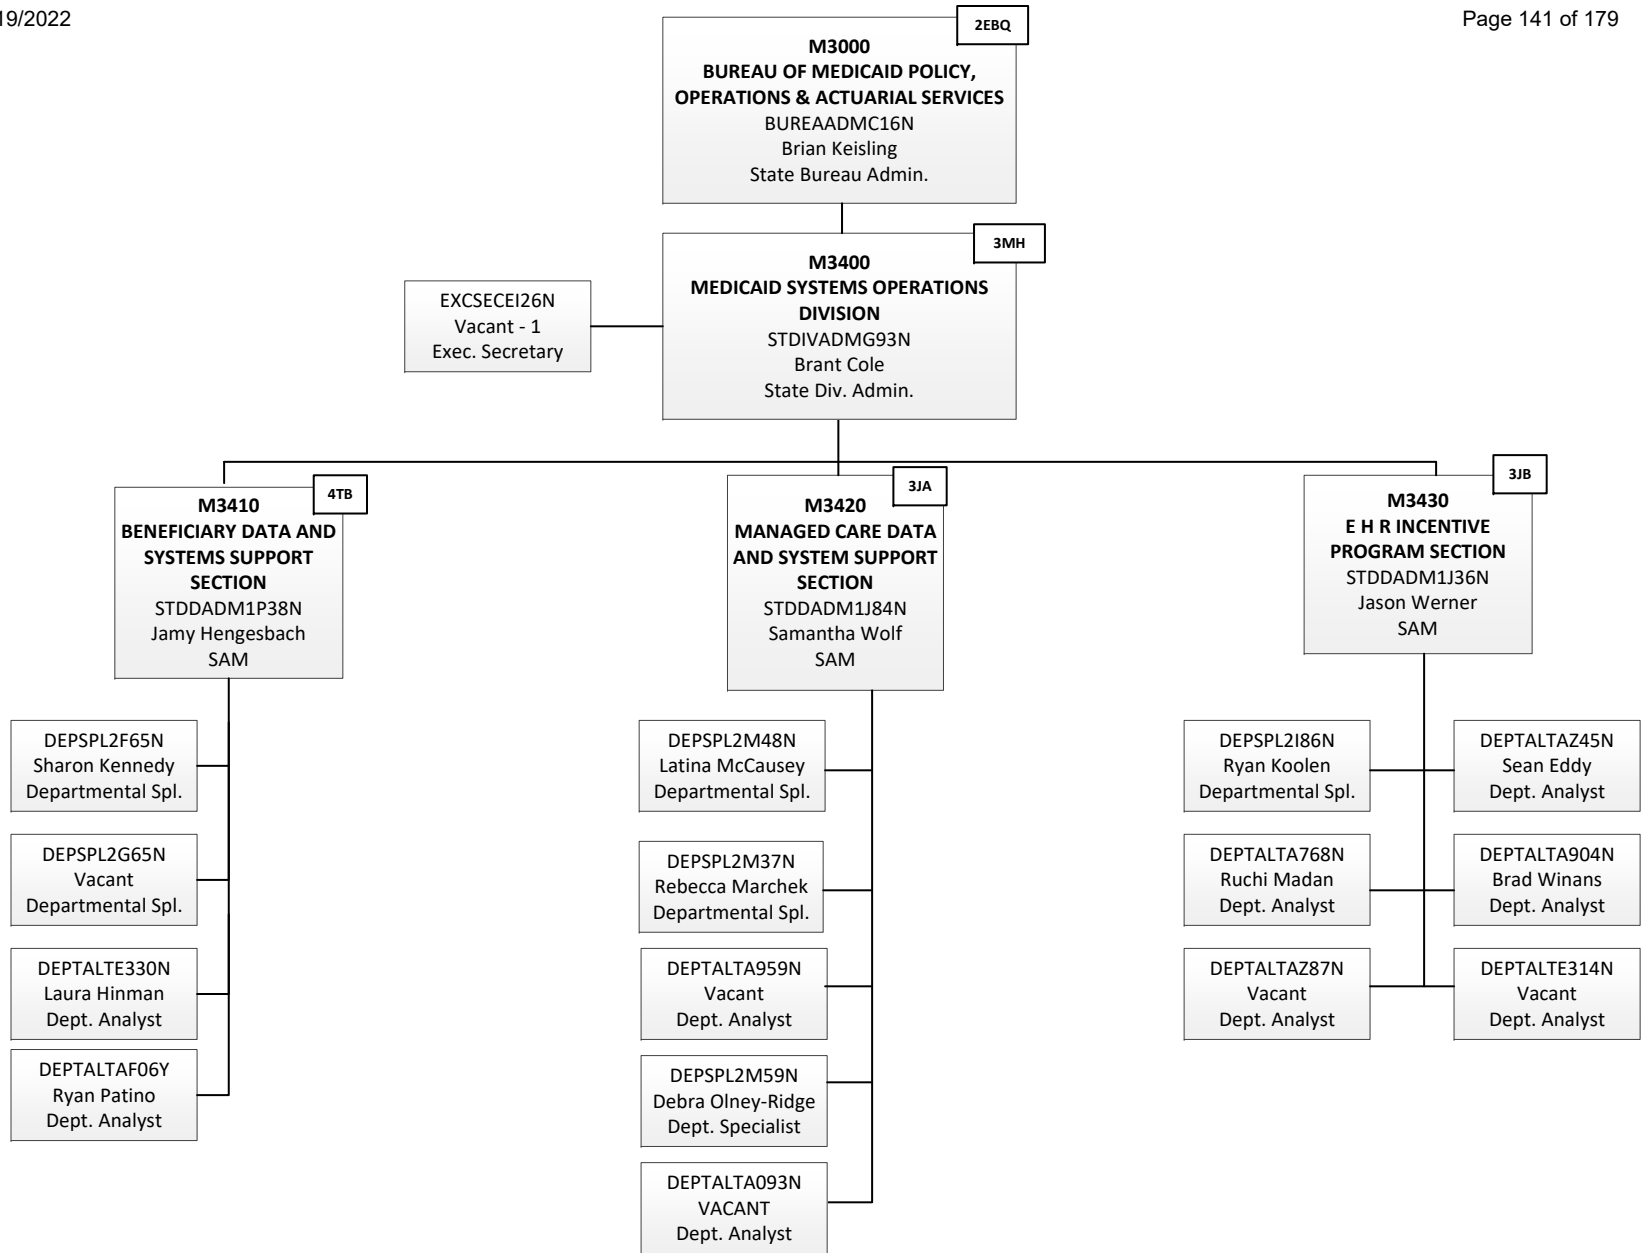 19/2022
Page 141 of 179
2EBQ
M3000
BUREAU OF MEDICAID POLICY,
OPERATIONS & ACTUARIAL SERVICES
BUREAADMC16N
Brian Keisling
State Bureau Admin.
3MH
M3400
MEDICAID SYSTEMS OPERATIONS
DIVISION
STDIVADMG93N
Brant Cole
State Div. Admin.
EXCSECEI26N
Vacant - 1
Exec. Secretary
4TB
M3410
BENEFICIARY DATA AND
SYSTEMS SUPPORT
SECTION
STDDADM1P38N
Jamy Hengesbach
SAM
DEPSPL2F65N
Sharon Kennedy
Departmental Spl.
DEPSPL2G65N
Vacant
Departmental Spl.
DEPTALTE330N
Laura Hinman
Dept. Analyst
DEPTALTAF06Y
Ryan Patino
Dept. Analyst
3JA
M3420
MANAGED CARE DATA
AND SYSTEM SUPPORT
SECTION
STDDADM1J84N
Samantha Wolf
SAM
DEPSPL2M48N
Latina McCausey
Departmental Spl.
DEPSPL2M37N
Rebecca Marchek
Departmental Spl.
DEPTALTA959N
Vacant
Dept. Analyst
DEPSPL2M59N
Debra Olney-Ridge
Dept. Specialist
DEPTALTA093N
VACANT
Dept. Analyst
3JB
M3430
E H R INCENTIVE
PROGRAM SECTION
STDDADM1J36N
Jason Werner
SAM
DEPSPL2I86N
Ryan Koolen
Departmental Spl.
DEPTALTAZ45N
Sean Eddy
Dept. Analyst
DEPTALTA768N
Ruchi Madan
Dept. Analyst
DEPTALTA904N
Brad Winans
Dept. Analyst
DEPTALTAZ87N
Vacant
Dept. Analyst
DEPTALTE314N
Vacant
Dept. Analyst